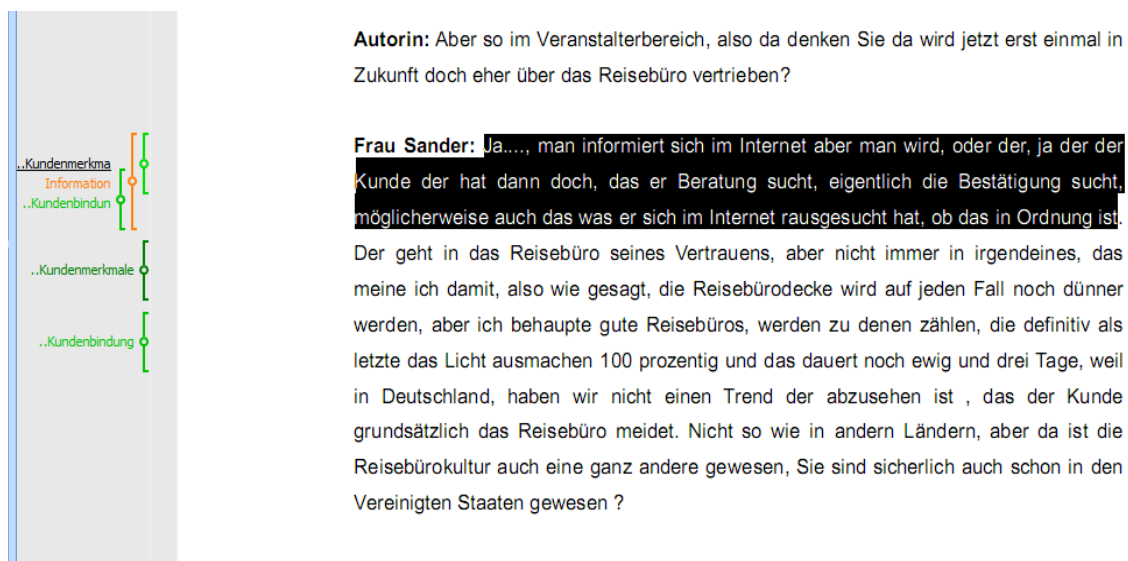 Autorin: Aber so im Veranstalterbereich, also da denken Sie da wird jetzt erst einmal in
Zukunft doch eher über das Reisebüro vertrieben?
Frau Sander: Ja...., man informiert sich im Internet aber man wird, oder der, ja der der
Kunde der hat dann doch, das er Beratung sucht, eigentlich die Bestätigung sucht,
möglicherweise auch das was er sich im Internet rausgesucht hat, ob das in Ordnung ist.
Der geht in das Reisebüro seines Vertrauens, aber nicht immer in irgendeines, das
meine ich damit, also wie gesagt, die Reisebürodecke wird auf jeden Fall noch dünner
werden, aber ich behaupte gute Reisebüros, werden zu denen zählen, die definitiv als
letzte das Licht ausmachen 100 prozentig und das dauert noch ewig und drei Tage, weil
in Deutschland, haben wir nicht einen Trend der abzusehen ist , das der Kunde
grundsätzlich das Reisebüro meidet. Nicht so wie in andern Ländern, aber da ist die
Reisebürokultur auch eine ganz andere gewesen, Sie sind sicherlich auch schon in den
Vereinigten Staaten gewesen ?
..Kundenmerkma
Information
..Kundenbindun
..Kundenmerkmale
..Kundenbindung